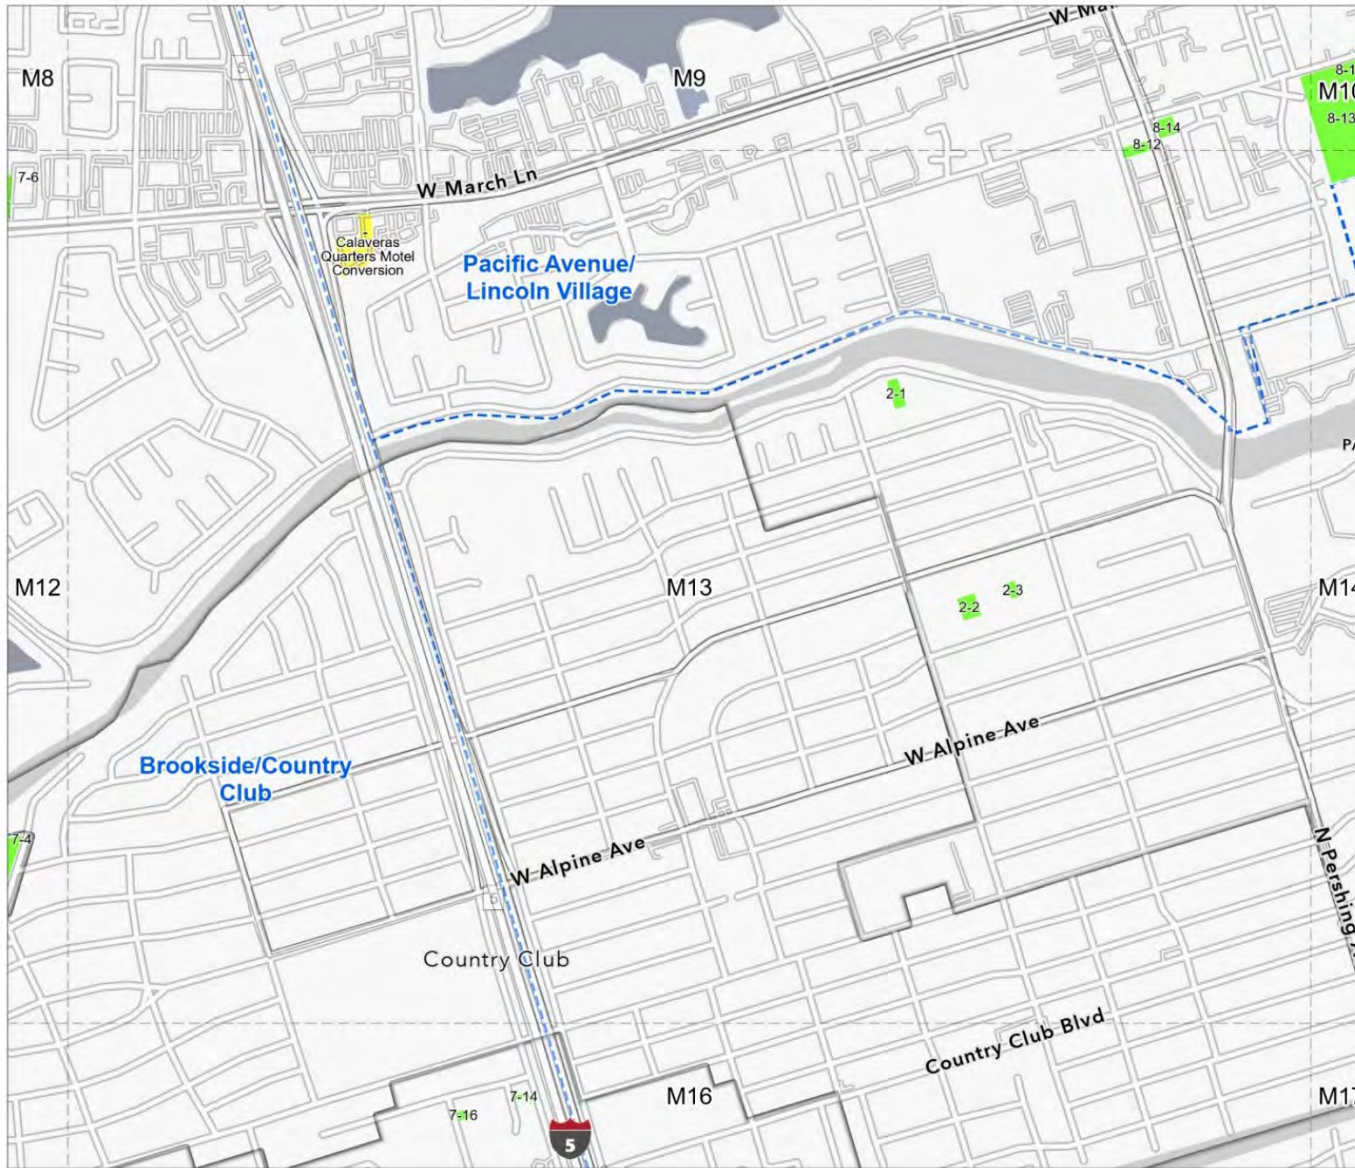 W Ma
M8
M9
8-1
M10
8-13
8-14
8-12
7-6
W March Ln
Calaveras
Quarters Motel
Conversion
Pacific Avenue/
Lincoln Village
2-1
P
M12
M13
M14
2-2
2-3
W Alpine Ave
Brookside/Country
Club
7-4
W Alpine Ave
N Pershing A
Country Club
Country Club Blvd
M16
M17
7-14
7-16
5